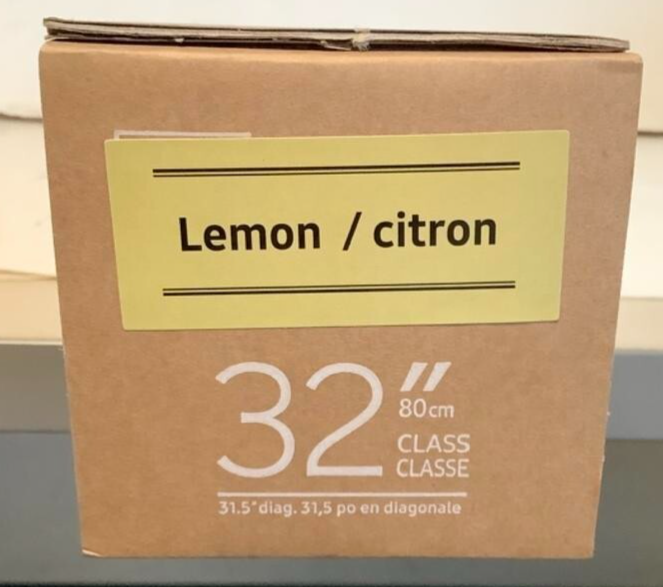 Lemon / citron
32"
80cm
CLASS
CLASSE
31.5"diag. 31,5 po en diagonale